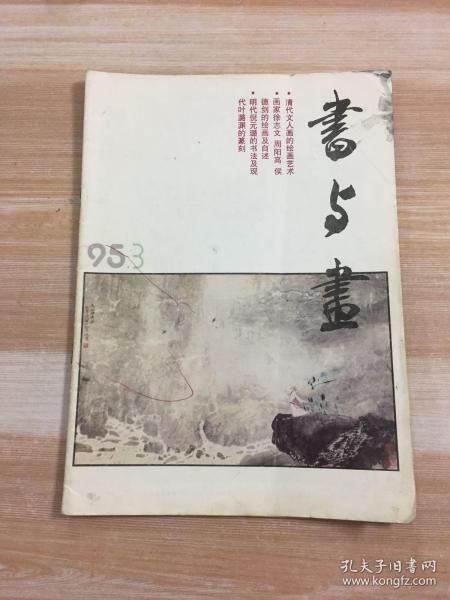 書与畫
●清代文人画的绘画艺术
●画家徐志文 周阳高 侯
德剑的绘画及自述
●明代倪元璐的书法及现
代叶潞渊的篆刻
95.3
孔夫子旧书网
www.kongfz.com